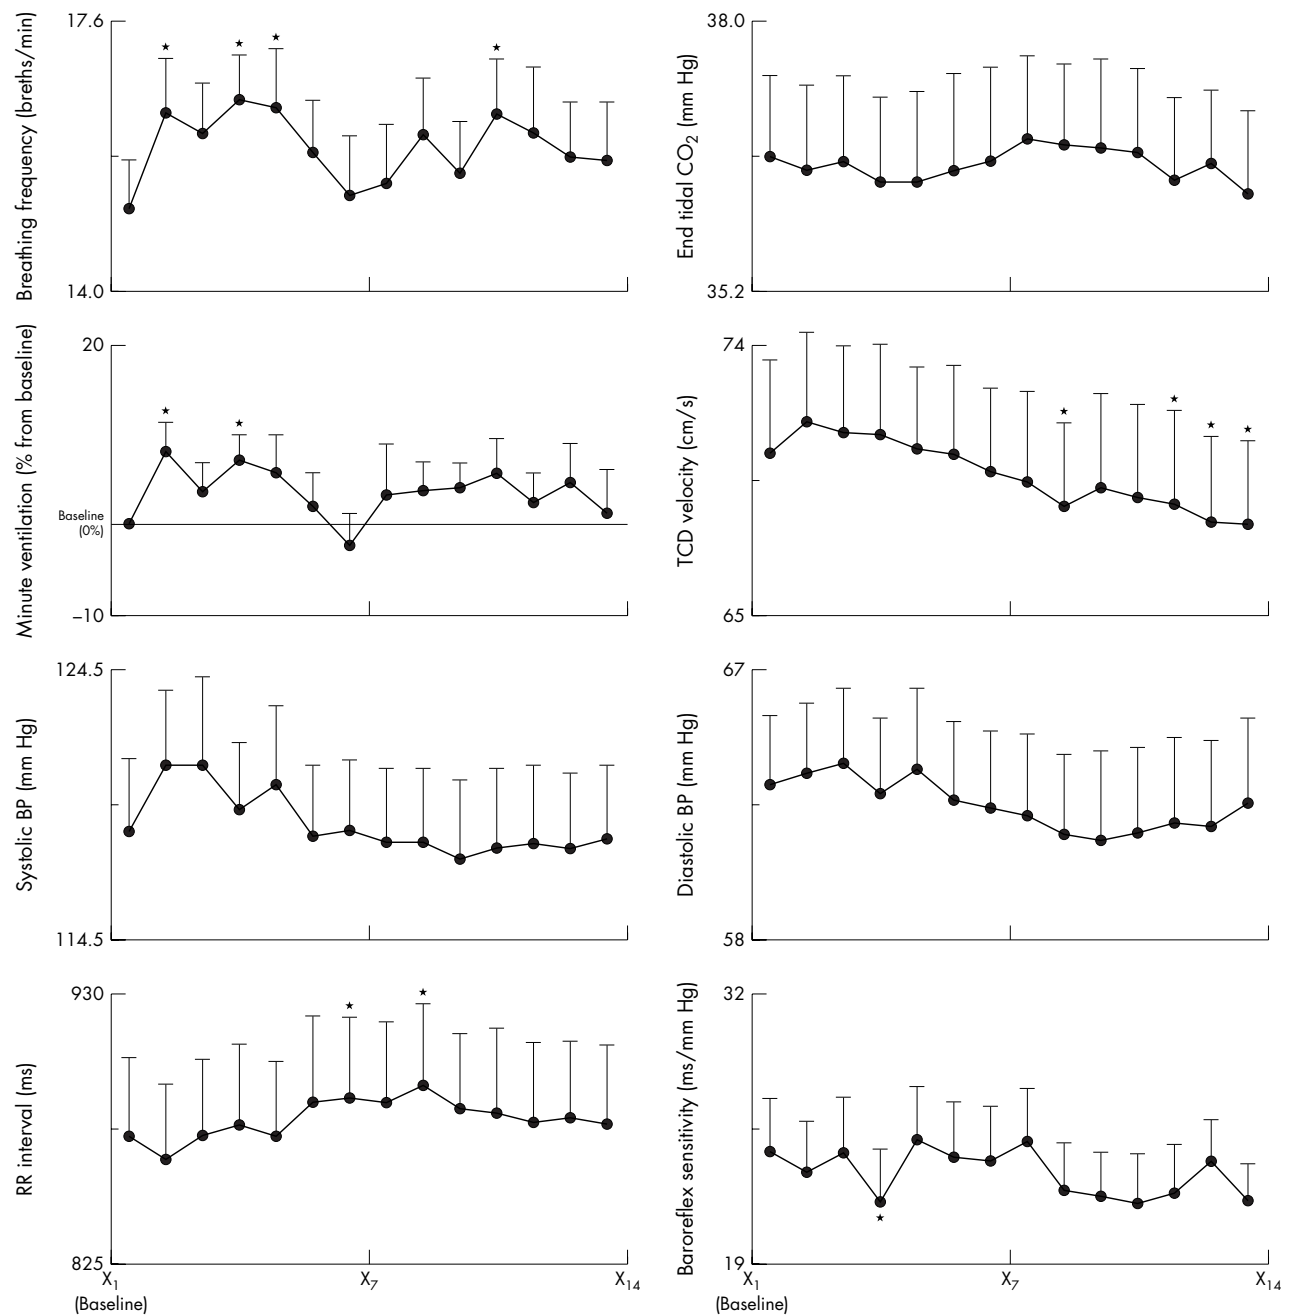 Breathing frequency (breths/min)
17.6
14.0
End tidal CO2 (mm Hg)
38.0
35.2
Minute ventilation (% from baseline)
20
Baseline
(0%)
–10
TCD velocity (cm/s)
74
65
Systolic BP (mm Hg)
124.5
114.5
Diastolic BP (mm Hg)
67
58
RR interval (ms)
930
825
X1
(Baseline)
X7
X14
Baroreflex sensitivity (ms/mm Hg)
32
19
X1
(Baseline)
X7
X14